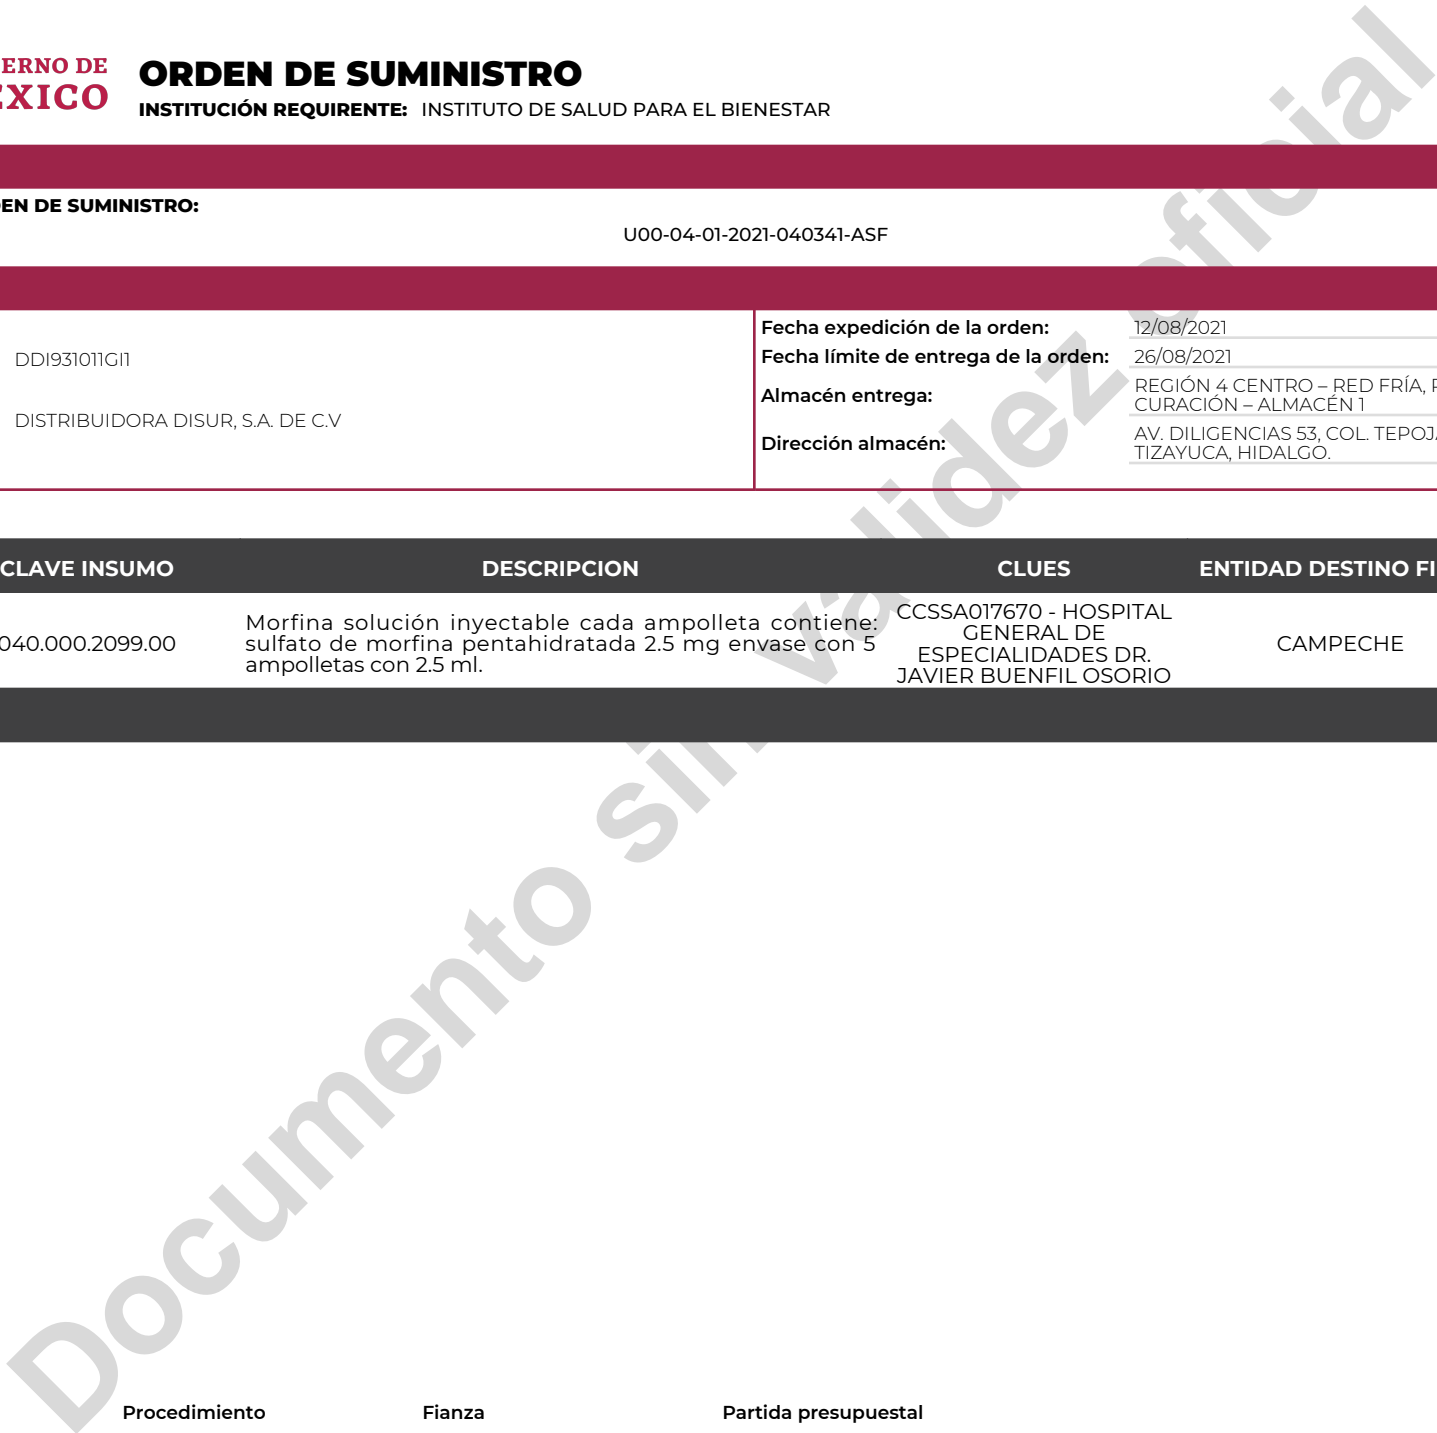 ERNO DE
ÉXICO
ORDEN DE SUMINISTRO
INSTITUCIÓN REQUIRENTE: INSTITUTO DE SALUD PARA EL BIENESTAR
EN DE SUMINISTRO:
U00-04-01-2021-040341-ASF
DDI931011GI1
DISTRIBUIDORA DISUR, S.A. DE C.V
Fecha expedición de la orden: 12/08/2021
Fecha límite de entrega de la orden: 26/08/2021
Almacén entrega: REGIÓN 4 CENTRO – RED FRÍA,
CURACIÓN – ALMACÉN 1
Dirección almacén: AV. DILIGENCIAS 53, COL. TEPOJA
TIZAYUCA, HIDALGO.
CLAVE INSUMO DESCRIPCION CLUES ENTIDAD DESTINO FI
040.000.2099.00
Morfina solución inyectable cada ampolleta contiene:
sulfato de morfina pentahidratada 2.5 mg envase con 5
ampolletas con 2.5 ml.
CCSSA017670 - HOSPITAL
GENERAL DE
ESPECIALIDADES DR.
JAVIER BUENFIL OSORIO
CAMPECHE
Documento sin validez oficial
Procedimiento Fianza Partida presupuestal